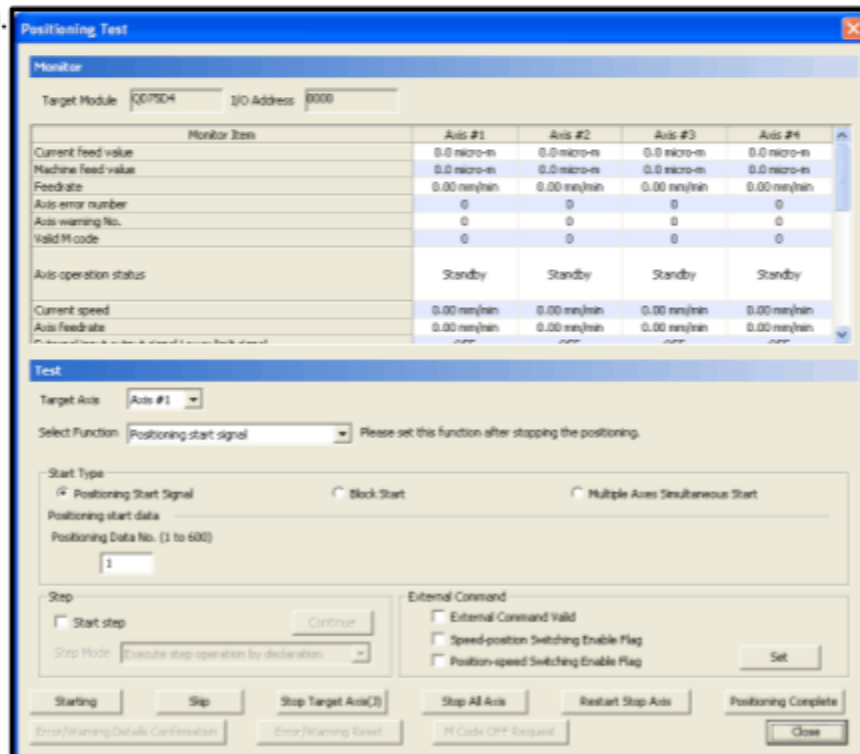 Positioning Test
Monitor
Target Module QD75D4 I/O Address 0000
Monitor Item Axis #1 Axis #2 Axis #3 Axis #4
Current feed value 0.0 micro-m 0.0 micro-m 0.0 micro-m 0.0 micro-m
Machine feed value 0.0 micro-m 0.0 micro-m 0.0 micro-m 0.0 micro-m
Feedrate 0.00 mm/min 0.00 mm/min 0.00 mm/min 0.00 mm/min
Axis error number 0 0 0 0
Axis warning No. 0 0 0 0
Valid M code 0 0 0 0
Axis operation status Standby Standby Standby Standby
Current speed 0.00 mm/min 0.00 mm/min 0.00 mm/min 0.00 mm/min
Axis feedrate 0.00 mm/min 0.00 mm/min 0.00 mm/min 0.00 mm/min
External input output signal Lower limit signal OFF OFF OFF OFF
Test
Target Axis Axis #1
Select Function Positioning start signal Please set this function after stopping the positioning.
Start Type
Positioning Start Signal Block Start Multiple Axes Simultaneous Start
Positioning start data
Positioning Data No. (1 to 600)
1
Step External Command
Start step Continue External Command Valid
Speed-position Switching Enable Flag
Step Mode Execute step operation by declaration Position-speed Switching Enable Flag Set
Starting Skip Stop Target Axis(J) Stop All Axis Restart Stop Axis Positioning Complete
Error/Warning Details Confirmation Error/Warning Reset M Code OFF Request Close